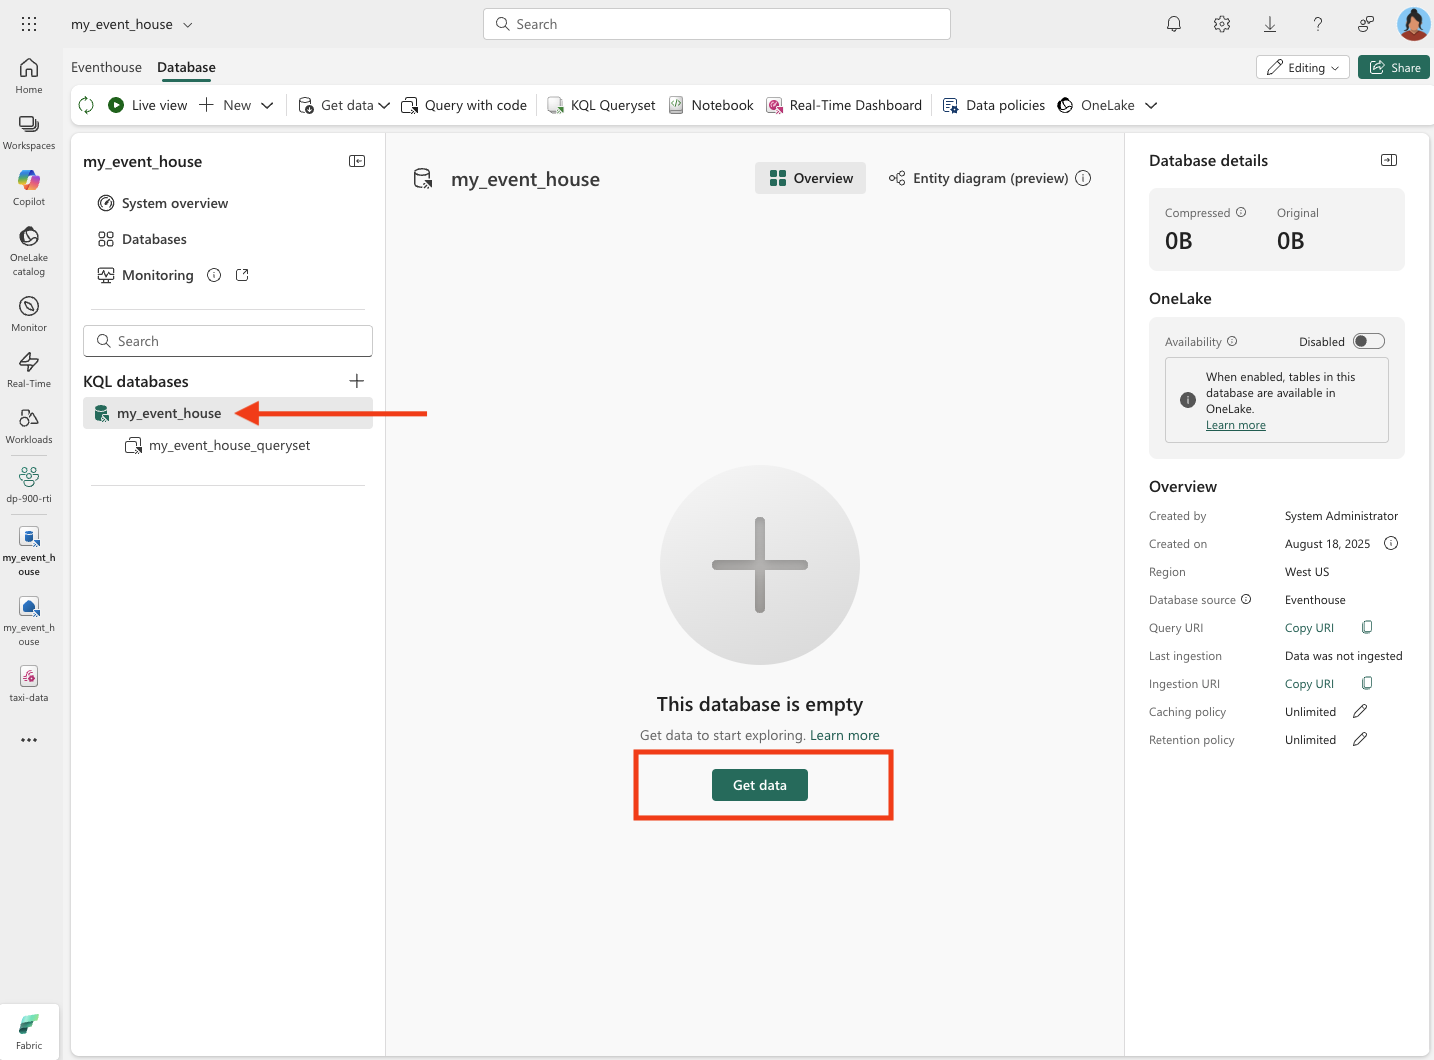 my_event_house
Search
Home
Workspaces
Copilot
OneLake
catalog
Monitor
Real-Time
Workloads
dp-900-rti
my_event_h
ouse
my_event_h
ouse
taxi-data
Fabric
Eventhouse Database
Editing Share
Live view New Get data Query with code KQL Queryset Notebook Real-Time Dashboard Data policies OneLake
my_event_house
System overview
Databases
Monitoring
Search
KQL databases
my_event_house
my_event_house_queryset
my_event_house
Overview Entity diagram (preview)
This database is empty
Get data to start exploring. Learn more
Get data
Database details
Compressed Original
0B 0B
OneLake
Availability Disabled
When enabled, tables in this
database are available in
OneLake.
Learn more
Overview
Created by System Administrator
Created on August 18, 2025
Region West US
Database source Eventhouse
Query URI Copy URI
Last ingestion Data was not ingested
Ingestion URI Copy URI
Caching policy Unlimited
Retention policy Unlimited